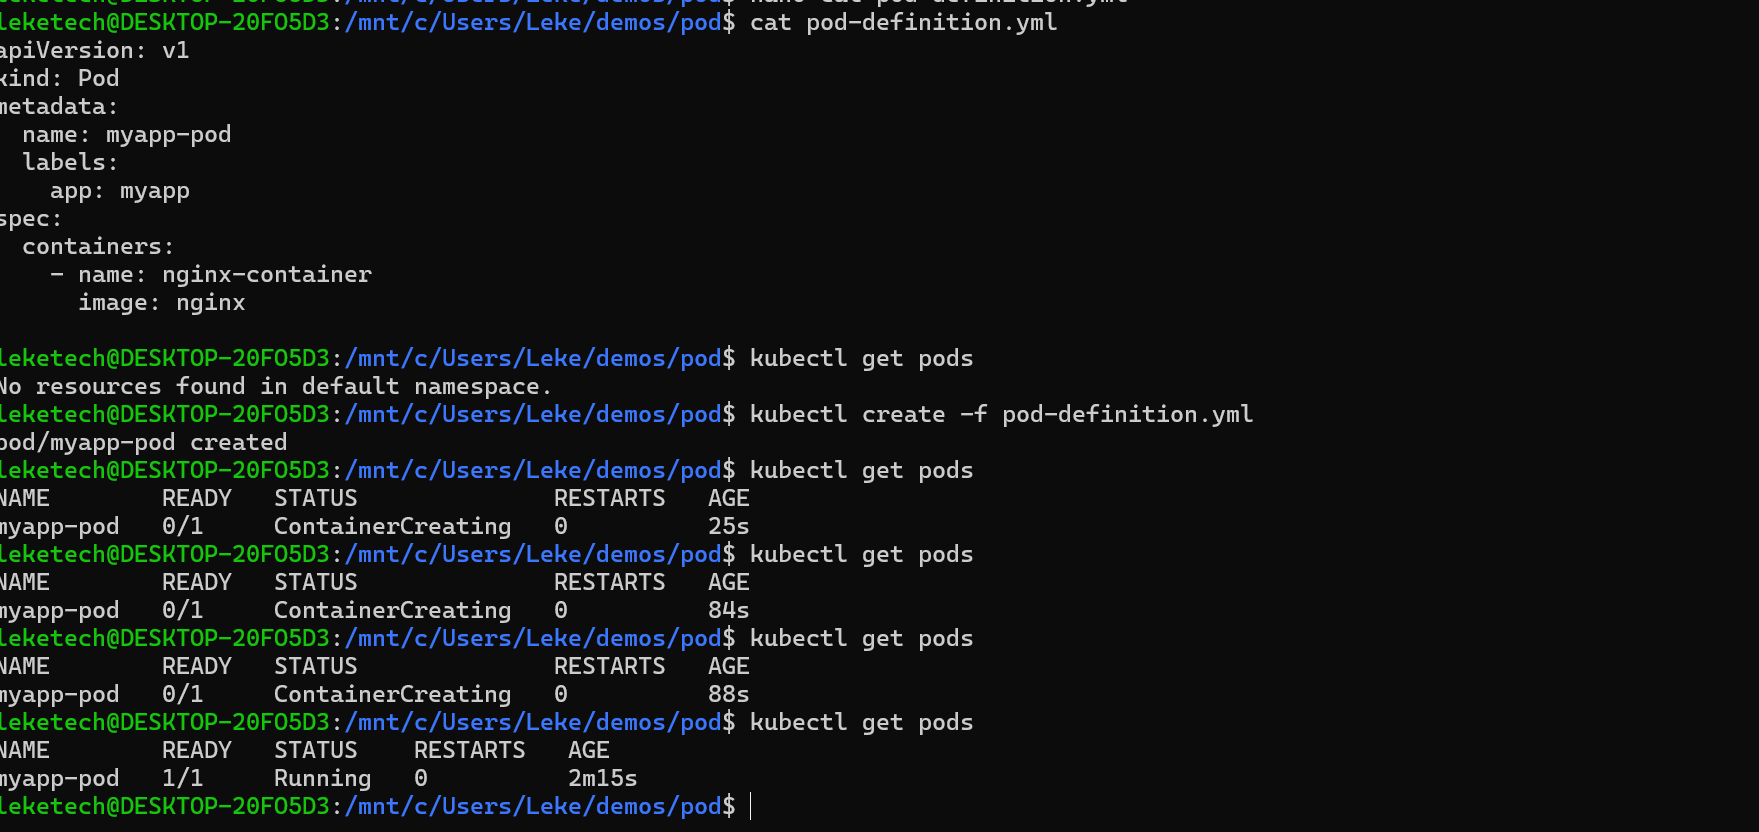 leketech@DESKTOP-20FO5D3:/mnt/c/Users/Leke/demos/pod$ cat pod-definition.yml
apiVersion: v1
kind: Pod
metadata:
  name: myapp-pod
  labels:
    app: myapp
spec:
  containers:
    - name: nginx-container
      image: nginx

leketech@DESKTOP-20FO5D3:/mnt/c/Users/Leke/demos/pod$ kubectl get pods
No resources found in default namespace.
leketech@DESKTOP-20FO5D3:/mnt/c/Users/Leke/demos/pod$ kubectl create -f pod-definition.yml
pod/myapp-pod created
leketech@DESKTOP-20FO5D3:/mnt/c/Users/Leke/demos/pod$ kubectl get pods
NAME        READY   STATUS              RESTARTS   AGE
myapp-pod   0/1     ContainerCreating   0          25s
leketech@DESKTOP-20FO5D3:/mnt/c/Users/Leke/demos/pod$ kubectl get pods
NAME        READY   STATUS              RESTARTS   AGE
myapp-pod   0/1     ContainerCreating   0          84s
leketech@DESKTOP-20FO5D3:/mnt/c/Users/Leke/demos/pod$ kubectl get pods
NAME        READY   STATUS              RESTARTS   AGE
myapp-pod   0/1     ContainerCreating   0          88s
leketech@DESKTOP-20FO5D3:/mnt/c/Users/Leke/demos/pod$ kubectl get pods
NAME        READY   STATUS    RESTARTS   AGE
myapp-pod   1/1     Running   0          2m15s
leketech@DESKTOP-20FO5D3:/mnt/c/Users/Leke/demos/pod$